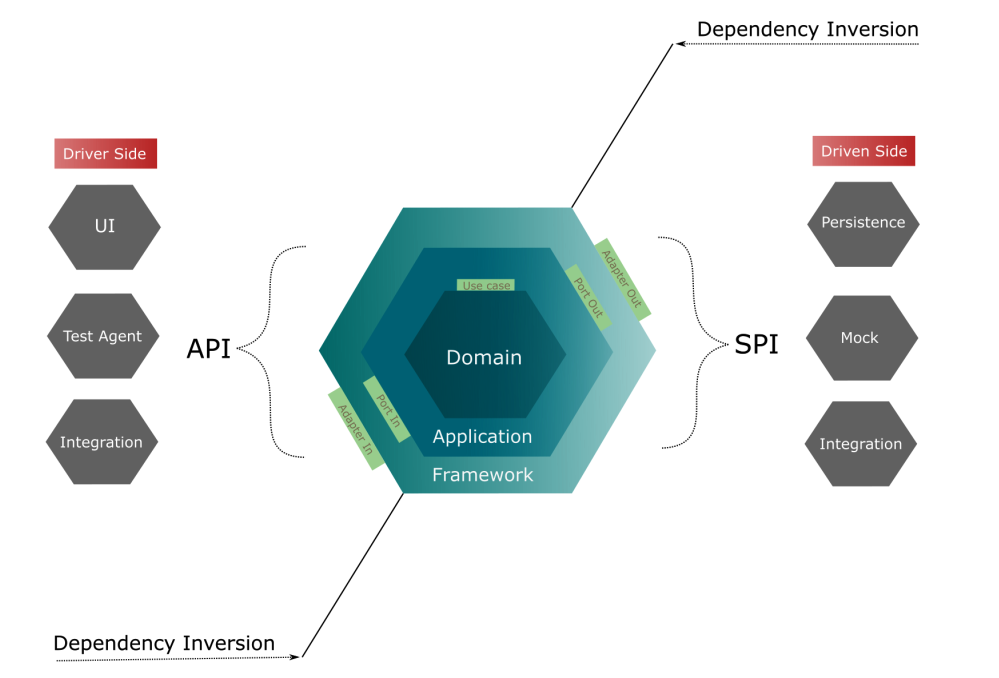 Dependency Inversion
Driver Side
Driven Side
UI
Persistence
Adapter Out
Port Out
Use case
Test Agent
API
Domain
SPI
Mock
Port In
Adapter In
Application
Integration
Integration
Framework
Dependency Inversion